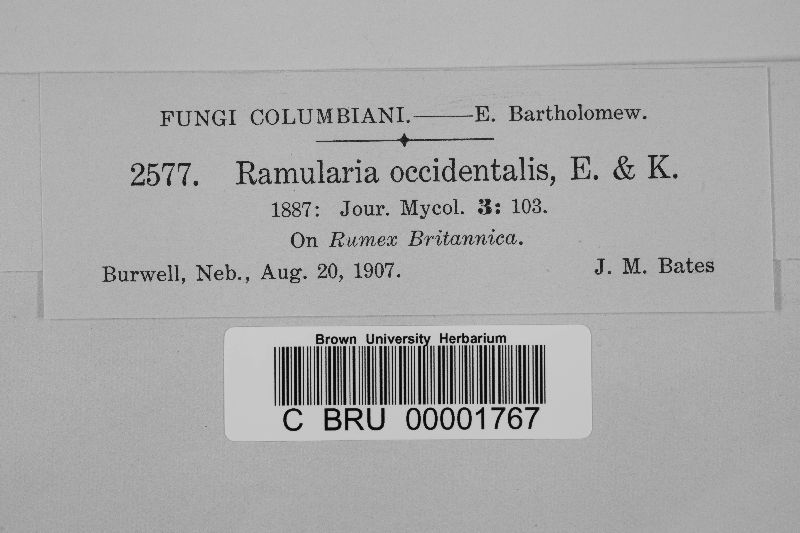 FUNGI COLUMBIANI.——E. Bartholomew.
2577. Ramularia occidentalis, E. & K.
1887: Jour. Mycol. 3: 103.
On Rumex Britannica.
Burwell, Neb., Aug. 20, 1907. J. M. Bates
Brown University Herbarium
C BRU 00001767